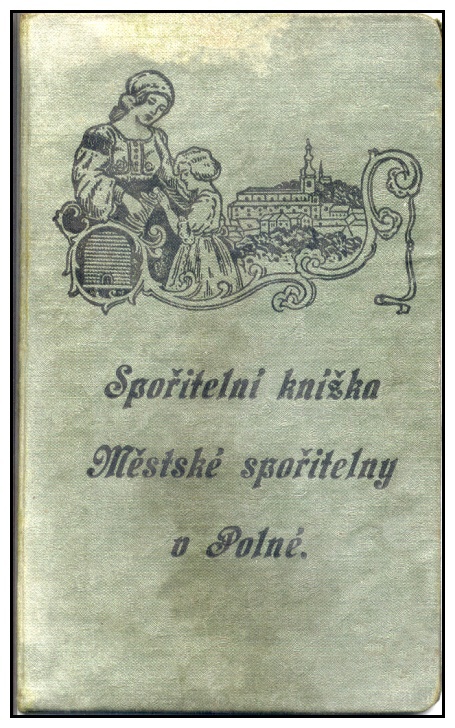 Spořitelní knížka
Městské spořitelny
v Polné.